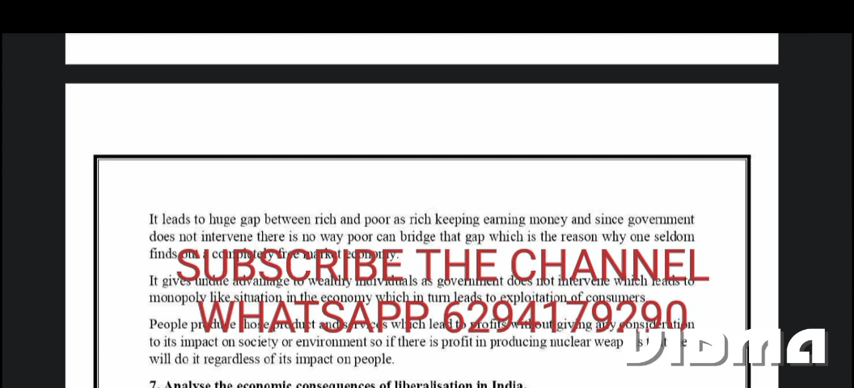 It leads to huge gap between rich and poor as rich keeping earning money and since government
does not intervene there is no way poor can bridge that gap which is the reason why one seldom
finds out a completely free market economy.
SUBSCRIBE THE CHANNEL
It gives undue advantage to wealthy individuals as government does not intervene which leads to
monopoly like situation in the economy which in turn leads to exploitation of consumers
WHATSAPP 6294179290
People produce those product and services which lead to profits without giving any consideration
to its impact on society or environment so if there is profit in producing nuclear
will do it regardless of its impact on people.
DIDMA
7. Analyse the economic consequences of liberalisation in India.